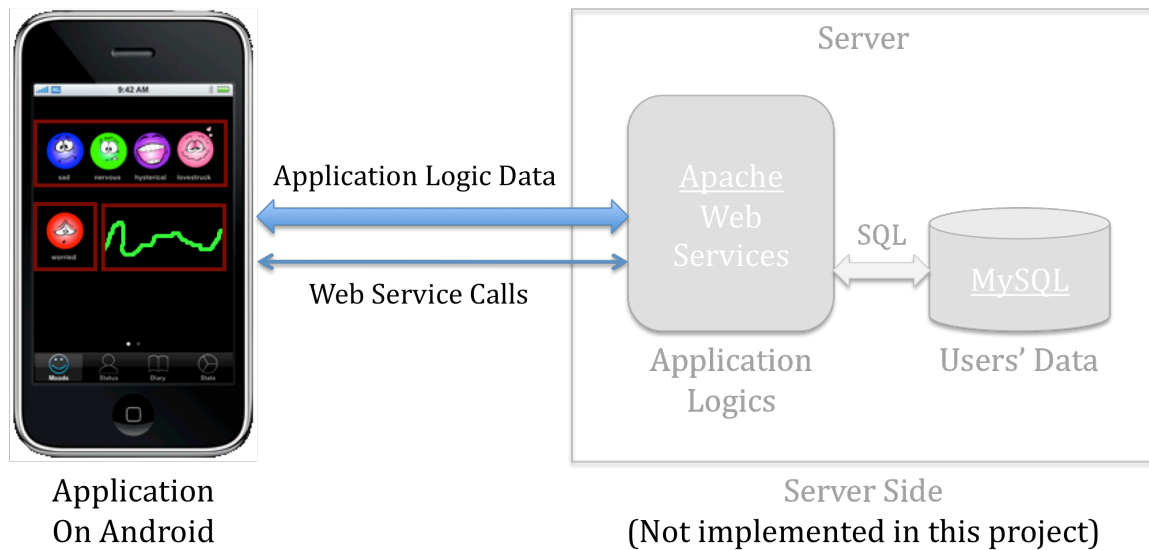 9:42 AM
sad nervous hysterical lovestruck
worried
Moods Status Diary Stats
Application
On Android
Application Logic Data
Web Service Calls
Server
Apache
Web
Services
SQL
MySQL
Application
Logics
Users' Data
Server Side
(Not implemented in this project)